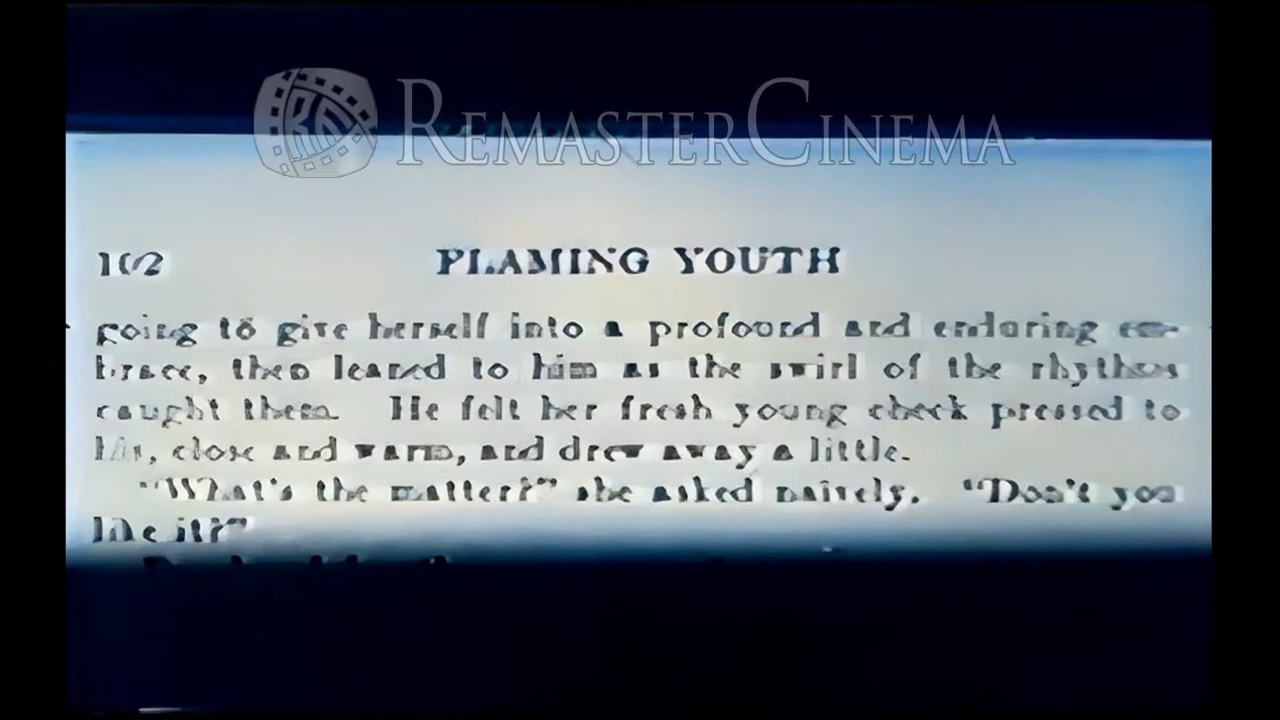 REMASTERCINEMA
102 FLAMING YOUTH
going to give herself into a profound and enduring em-
brace, then leaned to him as the swirl of the rhythms
caught them. He felt her fresh young cheek pressed to
his, close and warm, and drew away a little.
"What's the matter?" she asked naïvely. "Don't you
like it?"